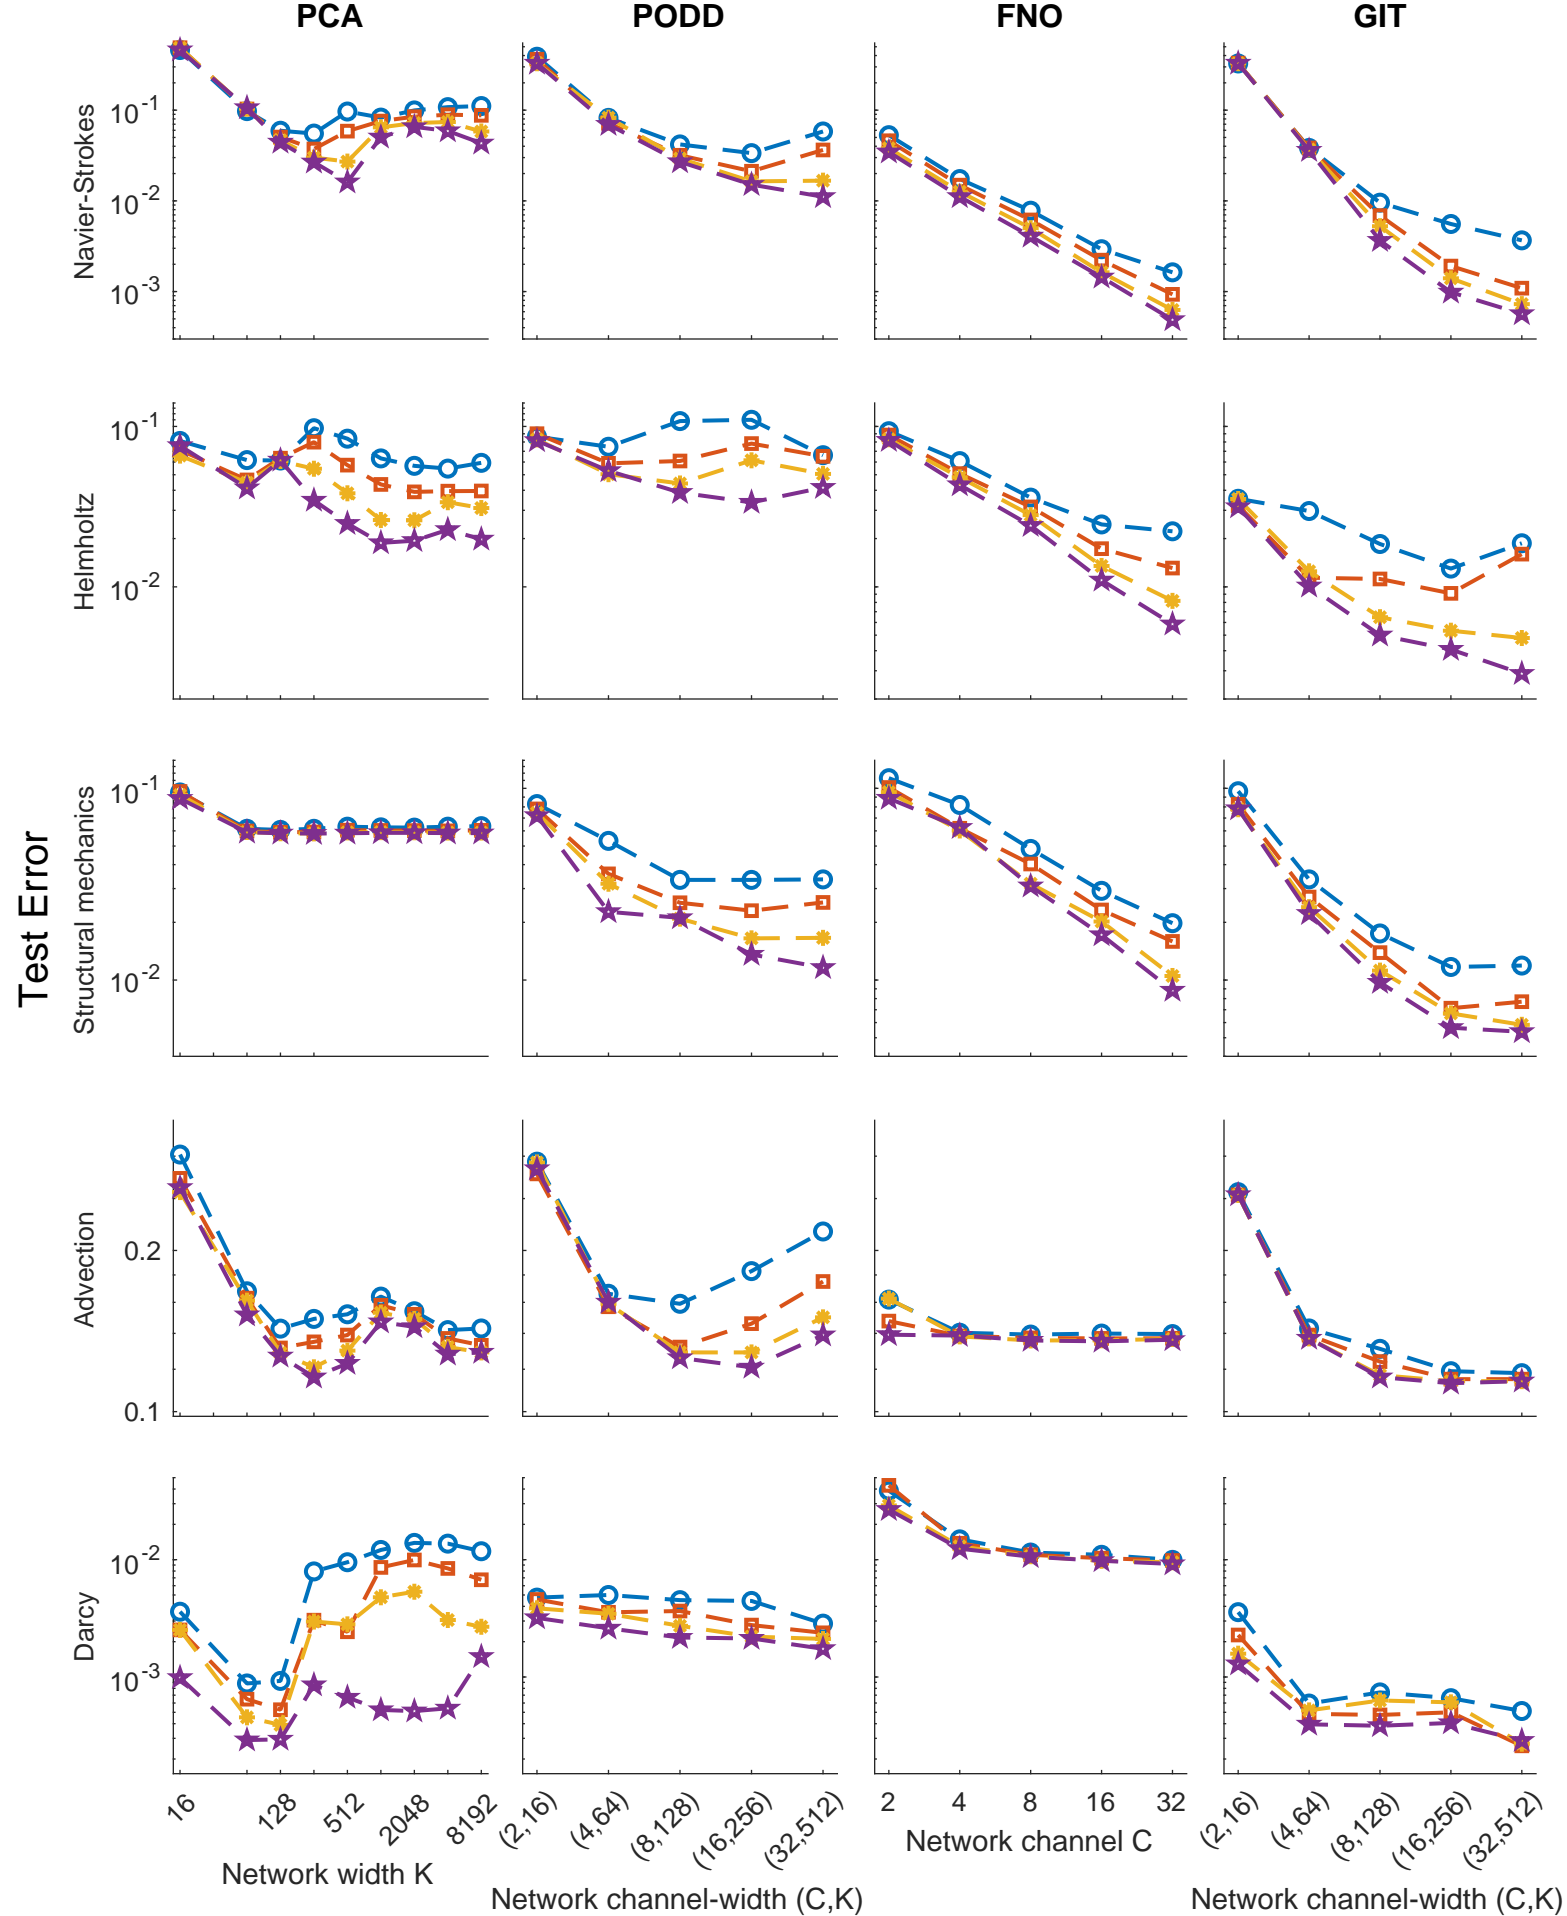 PCA PODD FNO GIT
Test Error
Navier-Strokes
10-1
10-2
10-3
Helmholtz
10-1
10-2
Structural mechanics
10-1
10-2
Advection
0.2
0.1
Darcy
10-2
10-3
16 128 512 2048 8192
(2,16) (4,64) (8,128) (16,256) (32,512)
2 4 8 16 32
(2,16) (4,64) (8,128) (16,256) (32,512)
Network width K
Network channel-width (C,K)
Network channel C
Network channel-width (C,K)